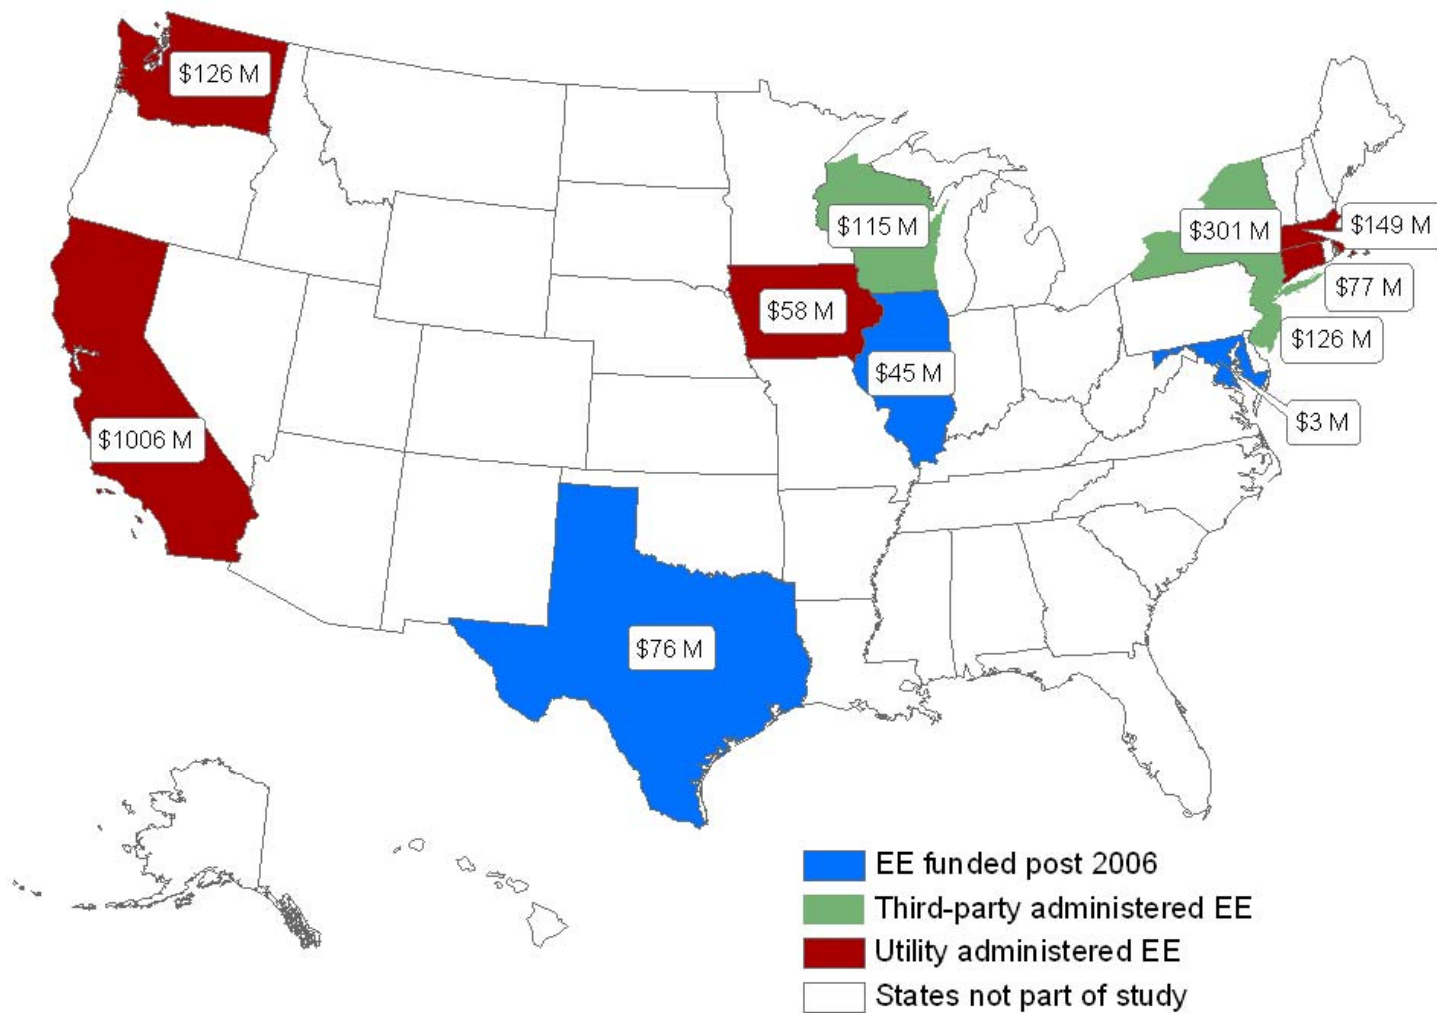 $126 M
$115 M
$301 M
$149 M
$58 M
$77 M
$126 M
$45 M
$1006 M
$3 M
$76 M
EE funded post 2006
Third-party administered EE
Utility administered EE
States not part of study